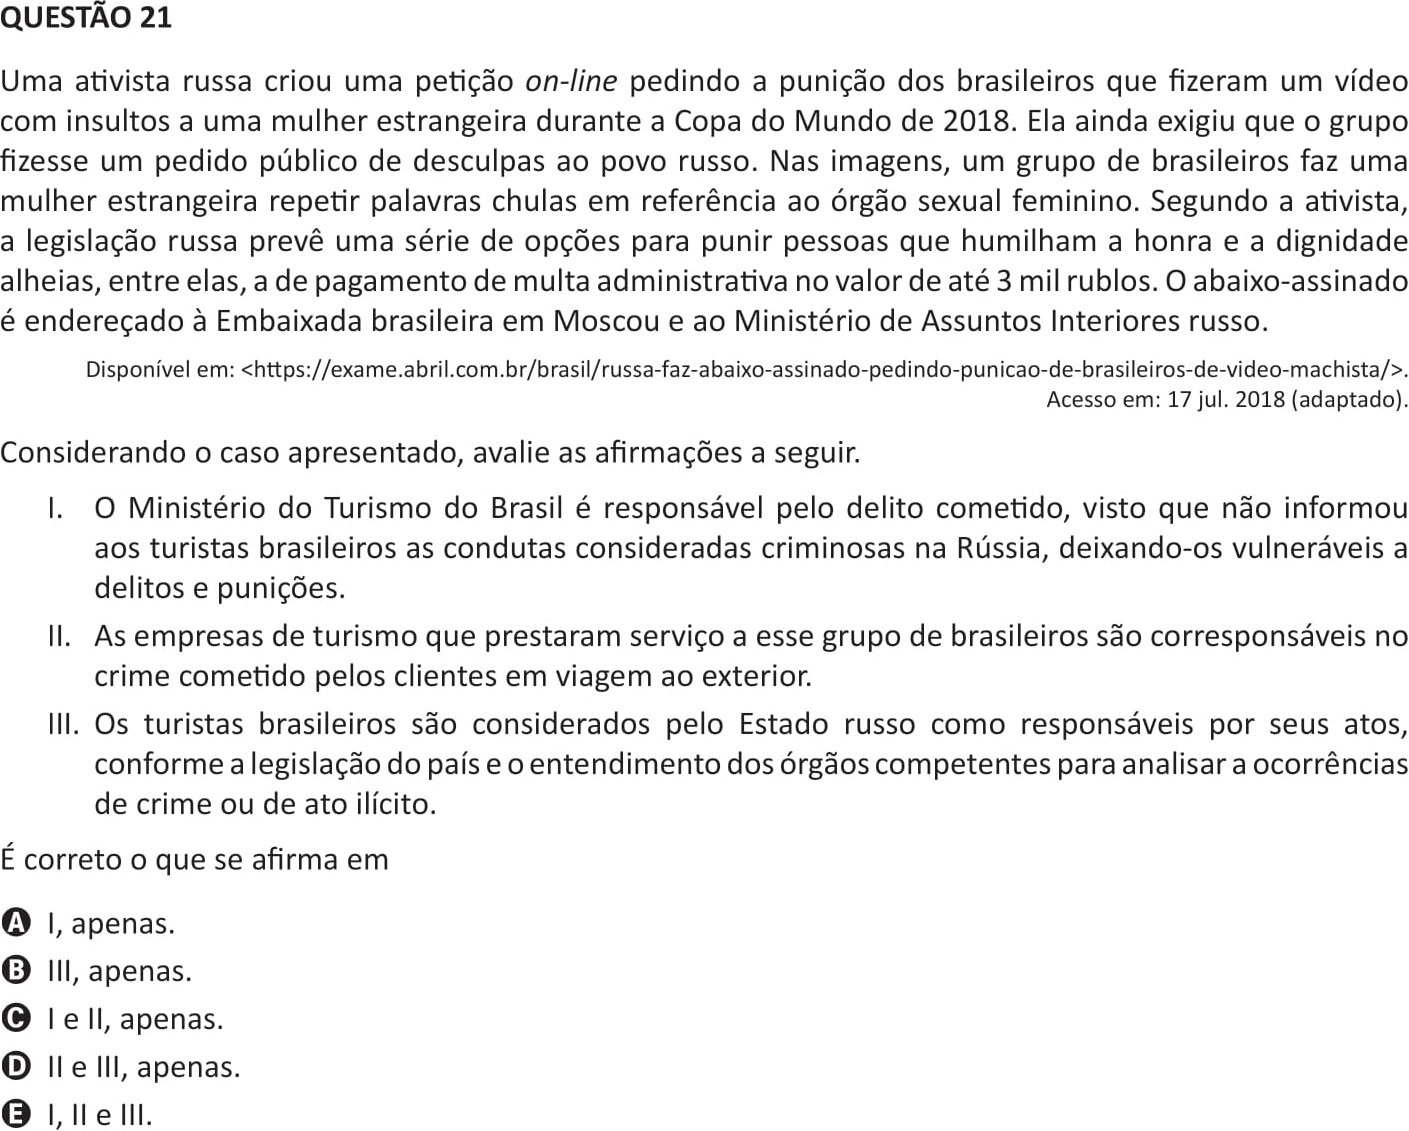 QUESTÃO 21
Uma ativista russa criou uma petição on-line pedindo a punição dos brasileiros que fizeram um vídeo
com insultos a uma mulher estrangeira durante a Copa do Mundo de 2018. Ela ainda exigiu que o grupo
fizesse um pedido público de desculpas ao povo russo. Nas imagens, um grupo de brasileiros faz uma
mulher estrangeira repetir palavras chulas em referência ao órgão sexual feminino. Segundo a ativista,
a legislação russa prevê uma série de opções para punir pessoas que humilham a honra e a dignidade
alheias, entre elas, a de pagamento de multa administrativa no valor de até 3 mil rublos. O abaixo-assinado
é endereçado à Embaixada brasileira em Moscou e ao Ministério de Assuntos Interiores russo.
Disponível em: <https://exame.abril.com.br/brasil/russa-faz-abaixo-assinado-pedindo-punicao-de-brasileiros-de-video-machista/>.
Acesso em: 17 jul. 2018 (adaptado).
Considerando o caso apresentado, avalie as afirmações a seguir.
I. O Ministério do Turismo do Brasil é responsável pelo delito cometido, visto que não informou
aos turistas brasileiros as condutas consideradas criminosas na Rússia, deixando-os vulneráveis a
delitos e punições.
II. As empresas de turismo que prestaram serviço a esse grupo de brasileiros são corresponsáveis no
crime cometido pelos clientes em viagem ao exterior.
III. Os turistas brasileiros são considerados pelo Estado russo como responsáveis por seus atos,
conforme a legislação do país e o entendimento dos órgãos competentes para analisar a ocorrências
de crime ou de ato ilícito.
É correto o que se afirma em
A I, apenas.
B III, apenas.
C I e II, apenas.
D II e III, apenas.
E I, II e III.